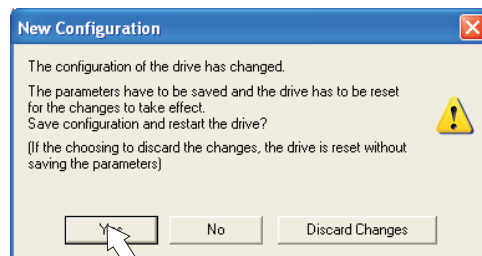 New Configuration
The configuration of the drive has changed.
The parameters have to be saved and the drive has to be reset
for the changes to take effect.
Save configuration and restart the drive?
(If the choosing to discard the changes, the drive is reset without
saving the parameters)
Yes No Discard Changes